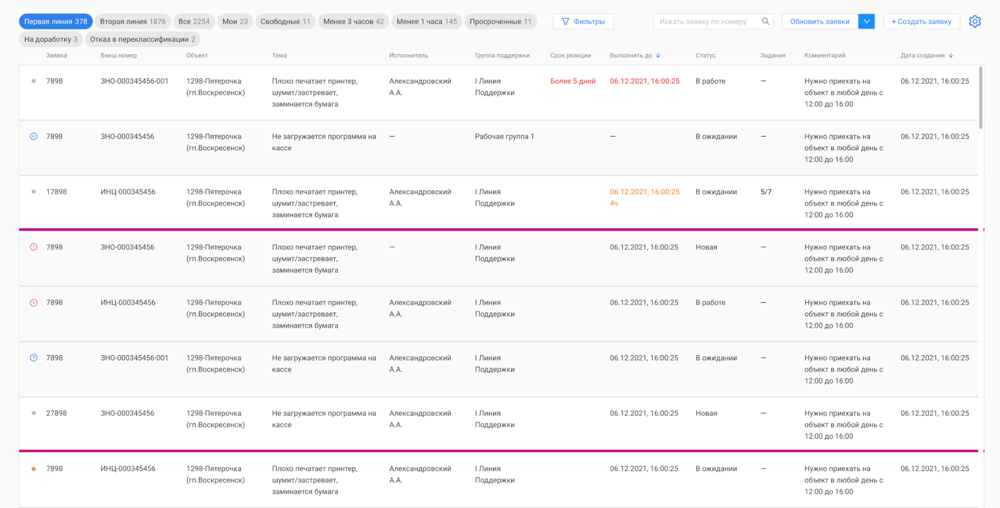 Первая линия 378 Вторая линия 1876 Все 2254 Мои 23 Свободные 11 Менее 3 часов 42 Менее 1 часа 145 Просроченные 11 Фильтры Искать заявку по номеру Обновить заявки + Создать заявку
На доработку 3 Отказ в переклассификации 2
Заявка Внеш.номер Объект Тема Исполнитель Группа поддержки Срок реакции Выполнить до Статус Задания Комментарий Дата создания
7898 ЗНО-000345456-001 1298-Пятерочка Плохо печатает принтер, Александровский I Линия Более 5 дней 06.12.2021, 16:00:25 В работе — Нужно приехать на 06.12.2021, 16:00:25
(гп.Воскресенск) шумит/застревает, А.А. Поддержки объект в любой день с
заминается бумага 12:00 до 16:00
7898 ЗНО-000345456 1298-Пятерочка Не загружается программа на — Рабочая группа 1 — В ожидании — Нужно приехать на 06.12.2021, 16:00:25
(гп.Воскресенск) кассе объект в любой день с
12:00 до 16:00
17898 ИНЦ-000345456 1298-Пятерочка Плохо печатает принтер, Александровский I Линия 06.12.2021, 16:00:25 В ожидании 5/7 Нужно приехать на 06.12.2021, 16:00:25
(гп.Воскресенск) шумит/застревает, А.А. Поддержки 4ч объект в любой день с
заминается бумага 12:00 до 16:00
7898 ЗНО-000345456 1298-Пятерочка Плохо печатает принтер, — I Линия 06.12.2021, 16:00:25 Новая — Нужно приехать на 06.12.2021, 16:00:25
(гп.Воскресенск) шумит/застревает, Поддержки объект в любой день с
заминается бумага 12:00 до 16:00
7898 ИНЦ-000345456 1298-Пятерочка Плохо печатает принтер, Александровский I Линия 06.12.2021, 16:00:25 В работе — Нужно приехать на 06.12.2021, 16:00:25
(гп.Воскресенск) шумит/застревает, А.А. Поддержки объект в любой день с
заминается бумага 12:00 до 16:00
7898 ЗНО-000345456-001 1298-Пятерочка Не загружается программа на Александровский I Линия 06.12.2021, 16:00:25 В ожидании — Нужно приехать на 06.12.2021, 16:00:25
(гп.Воскресенск) кассе А.А. Поддержки объект в любой день с
12:00 до 16:00
27898 ЗНО-000345456 1298-Пятерочка Не загружается программа на Александровский I Линия 06.12.2021, 16:00:25 Новая — Нужно приехать на 06.12.2021, 16:00:25
(гп.Воскресенск) кассе А.А. Поддержки объект в любой день с
12:00 до 16:00
7898 ИНЦ-000345456 1298-Пятерочка Плохо печатает принтер, Александровский I Линия 06.12.2021, 16:00:25 В ожидании — Нужно приехать на 06.12.2021, 16:00:25
(гп.Воскресенск) шумит/застревает, А.А. Поддержки объект в любой день с
заминается бумага 12:00 до 16:00